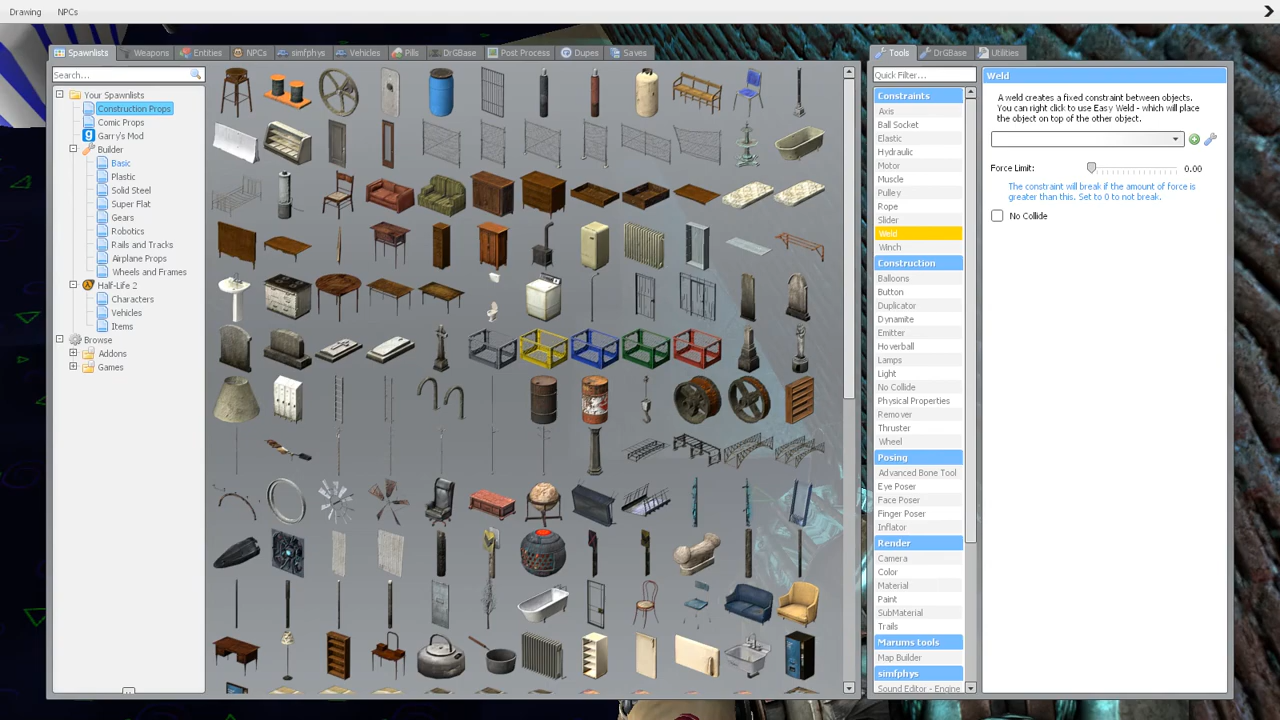 Drawing NPCs
Spawnlists Weapons Entities NPCs simfphys Vehicles Pills DrGBase Post Process Dupes Saves
Search...
Your Spawnlists
Construction Props
Comic Props
Garry's Mod
Builder
Basic
Plastic
Solid Steel
Super Flat
Gears
Robotics
Rails and Tracks
Airplane Props
Wheels and Frames
Half-Life 2
Characters
Vehicles
Items
Browse
Addons
Games
Tools DrGBase Utilities
Quick Filter...
Constraints
Axis
Ball Socket
Elastic
Hydraulic
Motor
Muscle
Pulley
Rope
Slider
Weld
Winch
Construction
Balloons
Button
Duplicator
Dynamite
Emitter
Hoverball
Lamps
Light
No Collide
Physical Properties
Remover
Thruster
Wheel
Posing
Advanced Bone Tool
Eye Poser
Face Poser
Finger Poser
Inflator
Render
Camera
Color
Material
Paint
SubMaterial
Trails
Marums tools
Map Builder
simfphys
Sound Editor - Engine
Weld
A weld creates a fixed constraint between objects.
You can right click to use Easy Weld - which will place
the object on top of the other object.
Force Limit: 0.00
The constraint will break if the amount of force is
greater than this. Set to 0 to not break.
No Collide